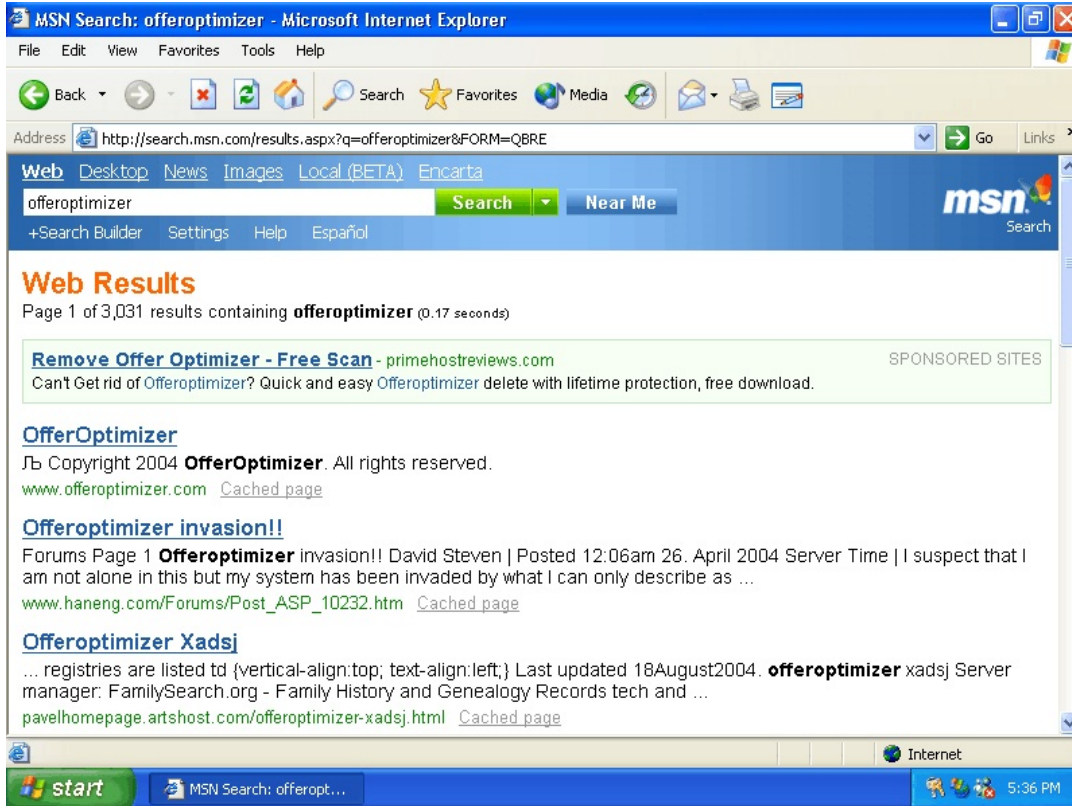 MSN Search: offeroptimizer - Microsoft Internet Explorer
File Edit View Favorites Tools Help
Back Search Favorites Media
Address http://search.msn.com/results.aspx?q=offeroptimizer&FORM=QBRE Go Links
Web Desktop News Images Local (BETA) Encarta
offeroptimizer Search Near Me msn
+Search Builder Settings Help Español Search
Web Results
Page 1 of 3,031 results containing offeroptimizer (0.17 seconds)
Remove Offer Optimizer - Free Scan - primehostreviews.com SPONSORED SITES
Can't Get rid of Offeroptimizer? Quick and easy Offeroptimizer delete with lifetime protection, free download.
OfferOptimizer
Љ Copyright 2004 OfferOptimizer. All rights reserved.
www.offeroptimizer.com Cached page
Offeroptimizer invasion!!
Forums Page 1 Offeroptimizer invasion!! David Steven | Posted 12:06am 26. April 2004 Server Time | I suspect that I
am not alone in this but my system has been invaded by what I can only describe as ...
www.haneng.com/Forums/Post_ASP_10232.htm Cached page
Offeroptimizer Xadsj
... registries are listed td {vertical-align:top; text-align:left;} Last updated 18August2004. offeroptimizer xadsj Server
manager: FamilySearch.org - Family History and Genealogy Records tech and ...
pavelhomepage.artshost.com/offeroptimizer-xadsj.html Cached page
Internet
start MSN Search: offeropt... 5:36 PM